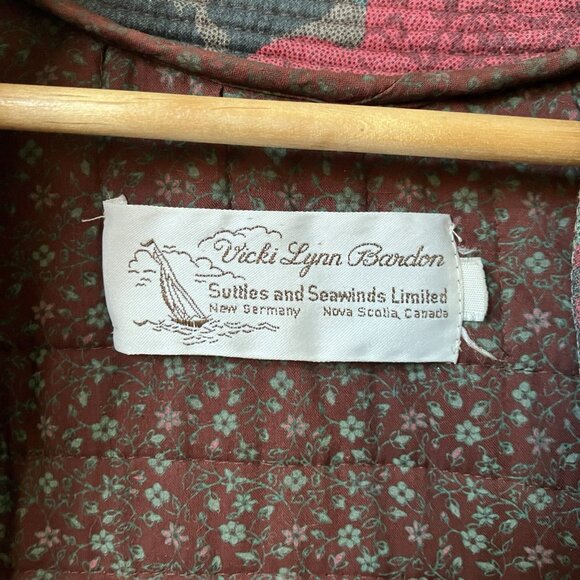 Vicki Lynn Bardon
Suttles and Seawinds Limited
New Germany Nova Scotia, Canada